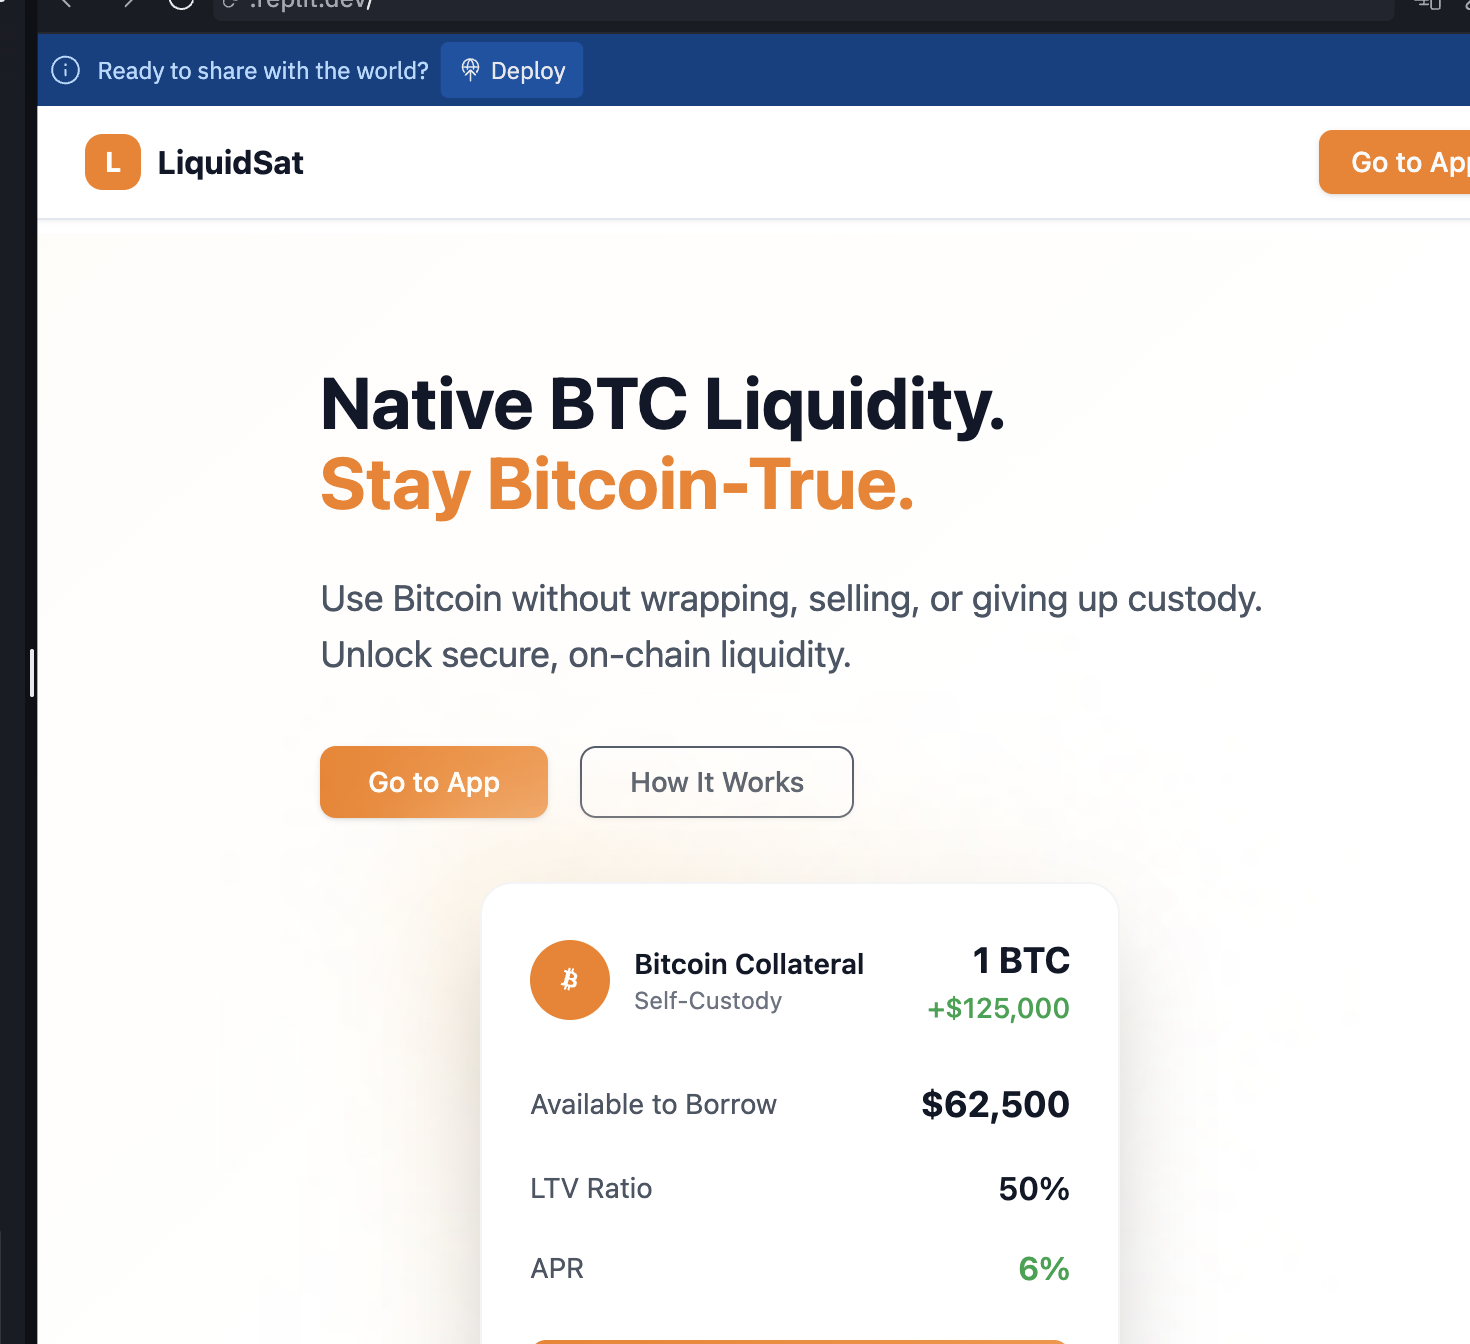 .replit.dev/
Ready to share with the world?
Deploy
L
LiquidSat
Go to App
Native BTC Liquidity.
Stay Bitcoin-True.
Use Bitcoin without wrapping, selling, or giving up custody.
Unlock secure, on-chain liquidity.
Go to App
How It Works
Bitcoin Collateral
1 BTC
Self-Custody
+$125,000
Available to Borrow
$62,500
LTV Ratio
50%
APR
6%